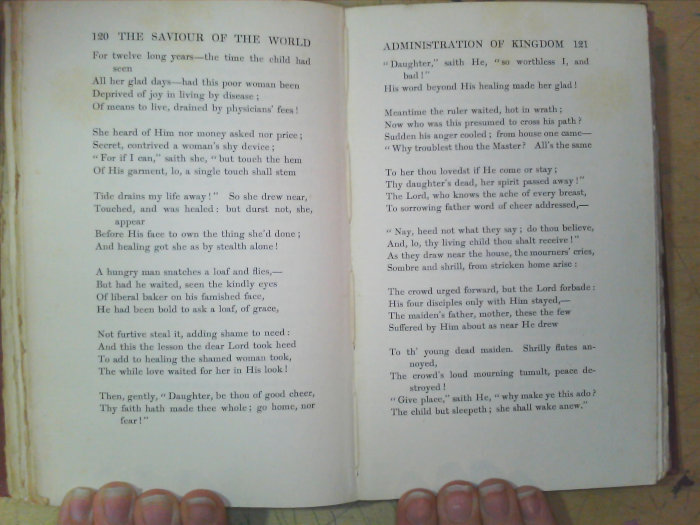 120 THE SAVIOUR OF THE WORLD
For twelve long years—the time the child had
seen
All her glad days—had this poor woman been
Deprived of joy in living by disease;
Of means to live, drained by physicians' fees!
She heard of Him nor money asked nor price;
Secret, contrived a woman's shy device;
"For if I can," saith she, "but touch the hem
Of His garment, lo, a single touch shall stem
Tide drains my life away!" So she drew near,
Touched, and was healed: but durst not, she,
appear
Before His face to own the thing she'd done;
And healing got she as by stealth alone!
A hungry man snatches a loaf and flies,—
But had he waited, seen the kindly eyes
Of liberal baker on his famished face,
He had been bold to ask a loaf, of grace,
Not furtive steal it, adding shame to need:
And this the lesson the dear Lord took heed
To add to healing the shamed woman took,
The while love waited for her in His look!
Then, gently, "Daughter, be thou of good cheer,
Thy faith hath made thee whole; go home, nor
fear!"
ADMINISTRATION OF KINGDOM 121
"Daughter," saith He, "so worthless I, and
bad!"
His word beyond His healing made her glad!
Meantime the ruler waited, hot in wrath;
Now who was this presumed to cross his path?
Sudden his anger cooled; from house one came—
"Why troublest thou the Master? All's the same
To her thou lovedst if He come or stay;
Thy daughter's dead, her spirit passed away!"
The Lord, who knows the ache of every breast,
To sorrowing father word of cheer addressed,—
"Nay, heed not what they say; do thou believe,
And, lo, thy living child thou shalt receive!"
As they draw near the house, the mourners' cries,
Sombre and shrill, from stricken home arise:
The crowd urged forward, but the Lord forbade:
His four disciples only with Him stayed,—
The maiden's father, mother, these the few
Suffered by Him about as near He drew
To th' young dead maiden. Shrilly flutes an-
noyed,
The crowd's loud mourning tumult, peace de-
stroyed!
"Give place," saith He, "why make ye this ado?
The child but sleepeth; she shall wake anew."